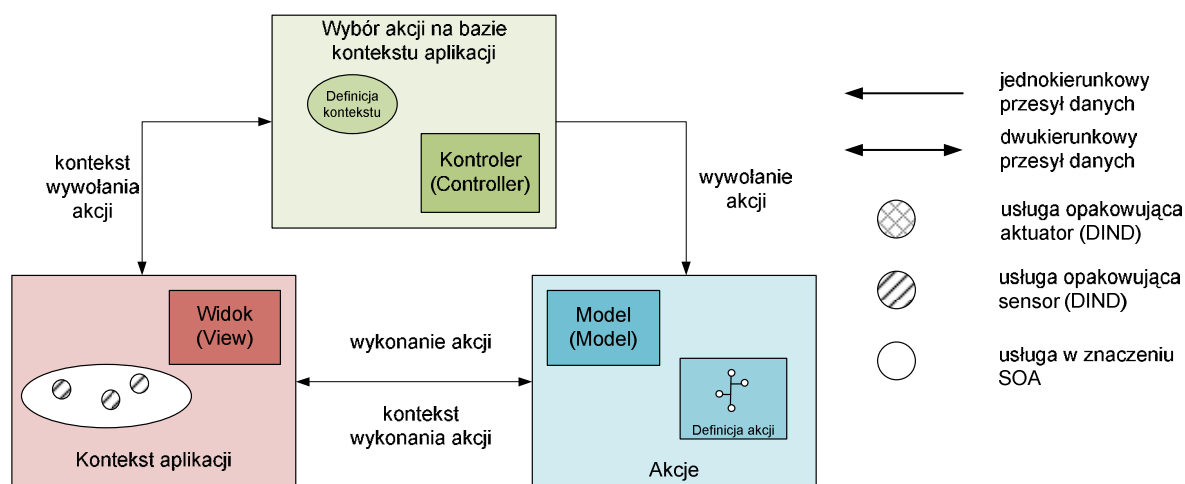 Wybór akcji na bazie
kontekstu aplikacji
Definicja
kontekstu
Kontroler
(Controller)
kontekst
wywołania
akcji
wywołanie
akcji
Widok
(View)
Kontekst aplikacji
wykonanie akcji
kontekst
wykonania akcji
Model
(Model)
Definicja akcji
Akcje
jednokierunkowy
przesył danych
dwukierunkowy
przesył danych
usługa opakowująca
aktuator (DIND)
usługa opakowująca
sensor (DIND)
usługa w znaczeniu
SOA